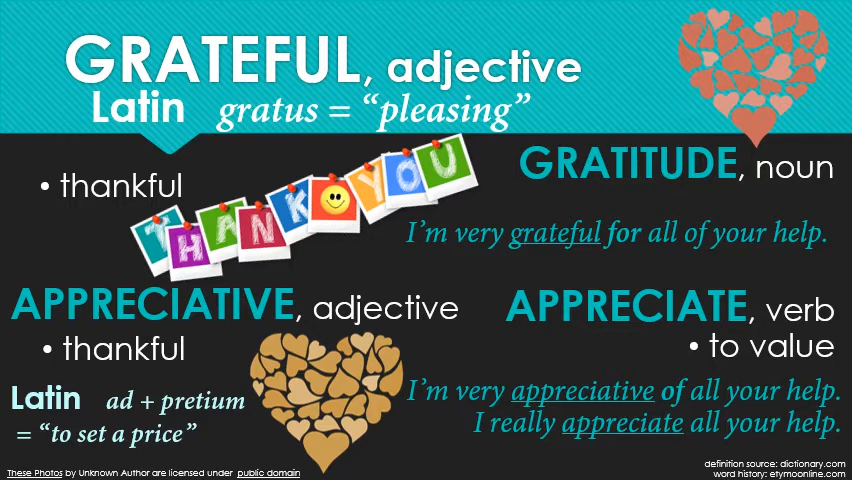 GRATEFUL, adjective
Latin gratus = “pleasing”
• thankful
THANK YOU
GRATITUDE, noun
I’m very grateful for all of your help.
APPRECIATIVE, adjective
• thankful
Latin ad + pretium
= “to set a price”
APPRECIATE, verb
• to value
I’m very appreciative of all your help.
I really appreciate all your help.
These Photos by Unknown Author are licensed under public domain
definition source: dictionary.com
word history: etymoonline.com